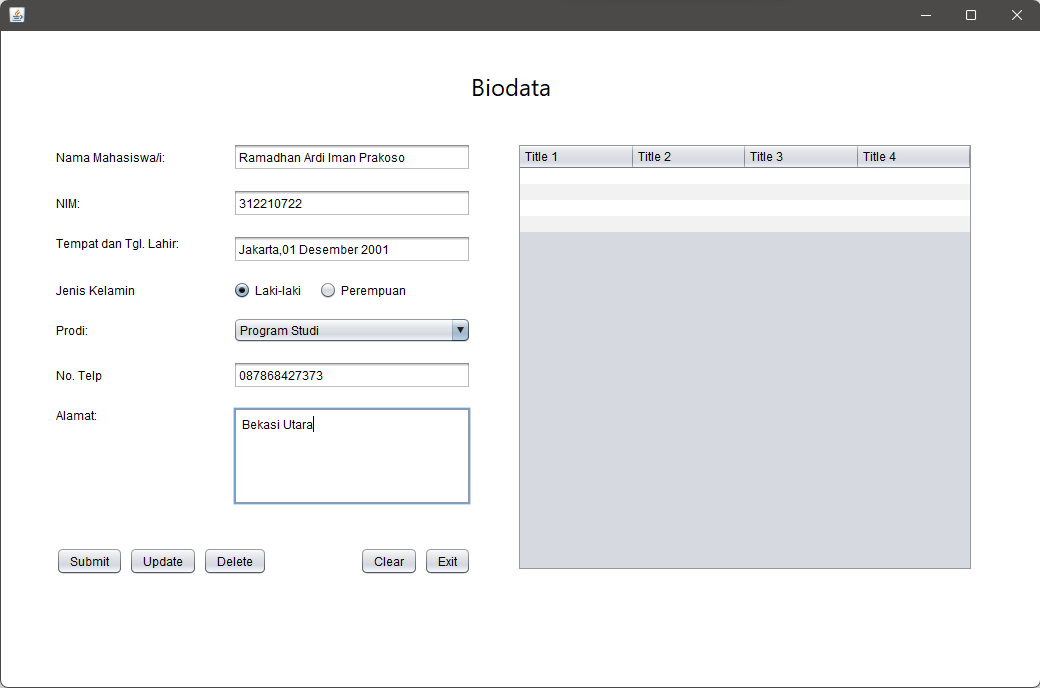 Biodata
Nama Mahasiswa/i: Ramadhan Ardi Iman Prakoso
NIM: 312210722
Tempat dan Tgl. Lahir: Jakarta,01 Desember 2001
Jenis Kelamin Laki-laki Perempuan
Prodi: Program Studi
No. Telp 087868427373
Alamat: Bekasi Utara
Submit Update Delete Clear Exit
Title 1 Title 2 Title 3 Title 4